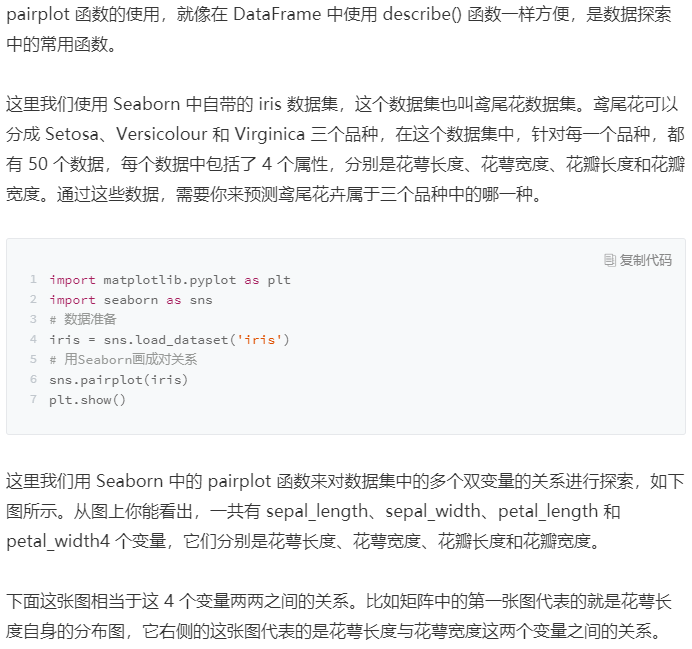 pairplot 函数的使用，就像在 DataFrame 中使用 describe() 函数一样方便，是数据探索
中的常用函数。
这里我们使用 Seaborn 中自带的 iris 数据集，这个数据集也叫鸢尾花数据集。鸢尾花可以
分成 Setosa、Versicolour 和 Virginica 三个品种，在这个数据集中，针对每一个品种，都
有 50 个数据，每个数据中包括了 4 个属性，分别是花萼长度、花萼宽度、花瓣长度和花瓣
宽度。通过这些数据，需要你来预测鸢尾花卉属于三个品种中的哪一种。
复制代码
1 import matplotlib.pyplot as plt
2 import seaborn as sns
3 # 数据准备
4 iris = sns.load_dataset('iris')
5 # 用Seaborn画成对关系
6 sns.pairplot(iris)
7 plt.show()
这里我们用 Seaborn 中的 pairplot 函数来对数据集中的多个双变量的关系进行探索，如下
图所示。从图上你能看出，一共有 sepal_length、sepal_width、petal_length 和
petal_width4 个变量，它们分别是花萼长度、花萼宽度、花瓣长度和花瓣宽度。
下面这张图相当于这 4 个变量两两之间的关系。比如矩阵中的第一张图代表的就是花萼长
度自身的分布图，它右侧的这张图代表的是花萼长度与花萼宽度这两个变量之间的关系。